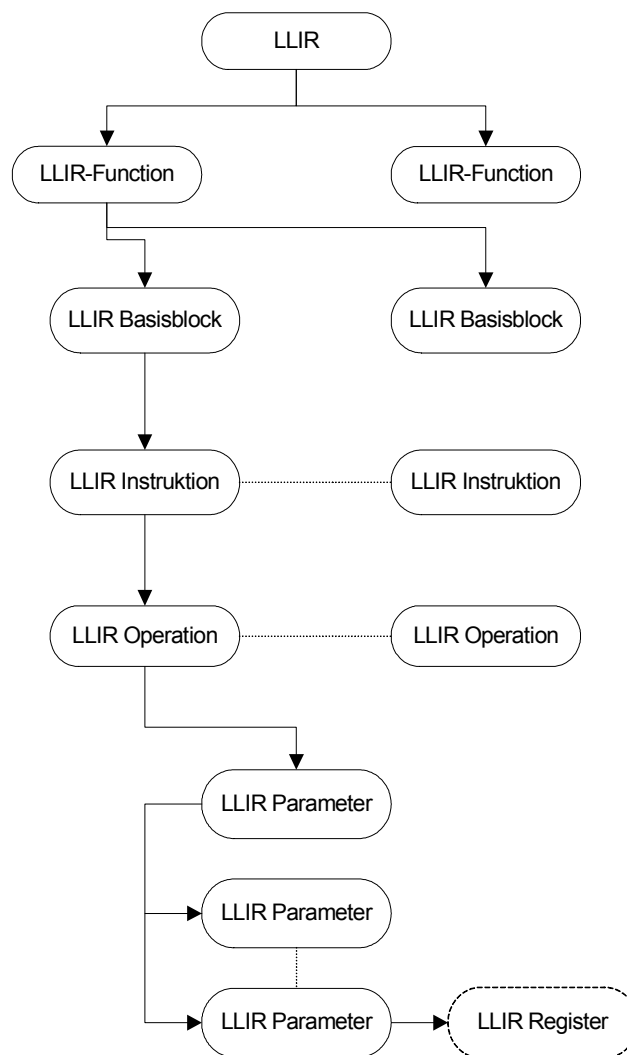 LLIR
LLIR-Function
LLIR-Function
LLIR Basisblock
LLIR Basisblock
LLIR Instruktion
LLIR Instruktion
LLIR Operation
LLIR Operation
LLIR Parameter
LLIR Parameter
LLIR Parameter
LLIR Register